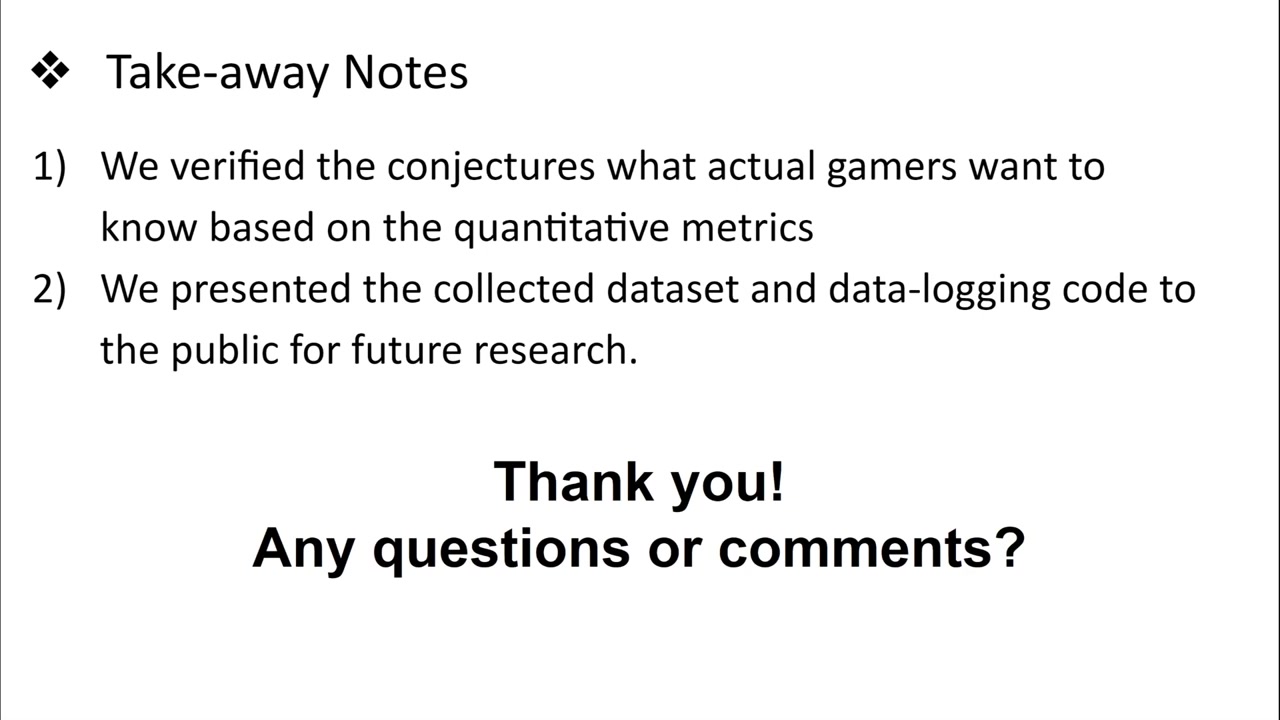 ❖ Take-away Notes
1) We verified the conjectures what actual gamers want to
know based on the quantitative metrics
2) We presented the collected dataset and data-logging code to
the public for future research.
Thank you!
Any questions or comments?